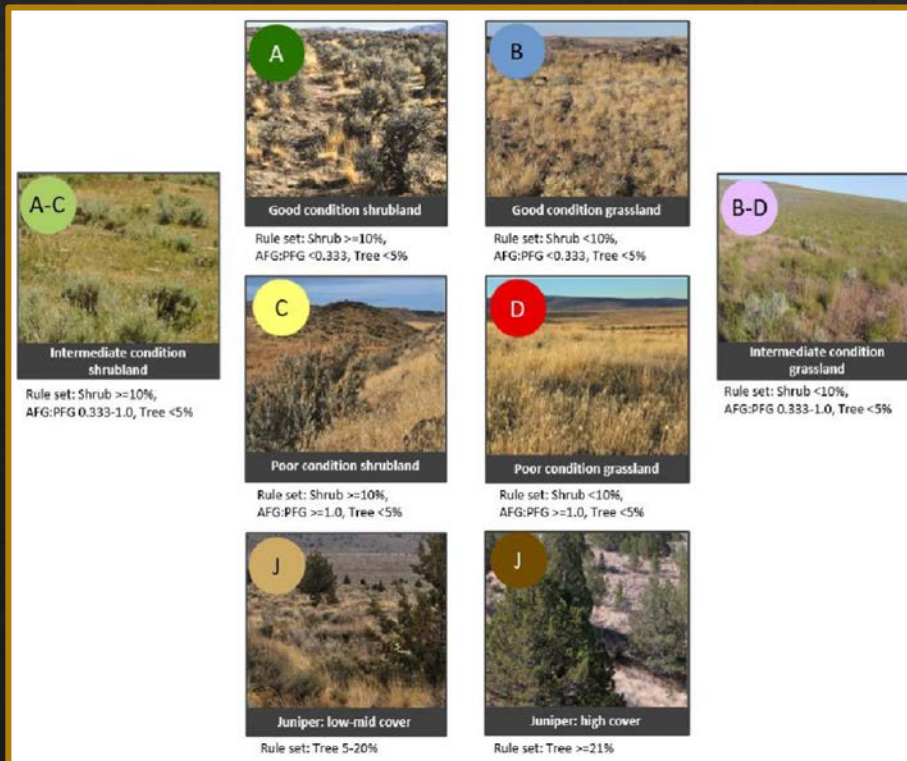 A
Good condition shrubland
Rule set: Shrub >=10%,
AFG:PFG <0.333, Tree <5%
B
Good condition grassland
Rule set: Shrub <10%,
AFG:PFG <0.333, Tree <5%
A-C
Intermediate condition
shrubland
Rule set: Shrub >=10%,
AFG:PFG 0.333-1.0, Tree <5%
C
Poor condition shrubland
Rule set: Shrub >=10%,
AFG:PFG >=1.0, Tree <5%
D
Poor condition grassland
Rule set: Shrub <10%,
AFG:PFG >=1.0, Tree <5%
B-D
Intermediate condition
grassland
Rule set: Shrub <10%,
AFG:PFG 0.333-1.0, Tree <5%
J
Juniper: low-mid cover
Rule set: Tree 5-20%
J
Juniper: high cover
Rule set: Tree >=21%